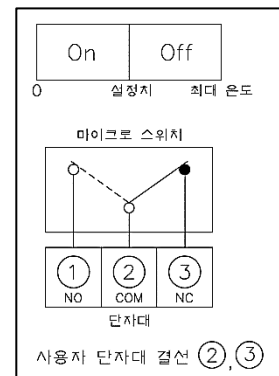 On Off
0 설정치 최대 온도
마이크로 스위치
① ② ③
NO COM NC
단자대
사용자 단자대 결선 ②, ③